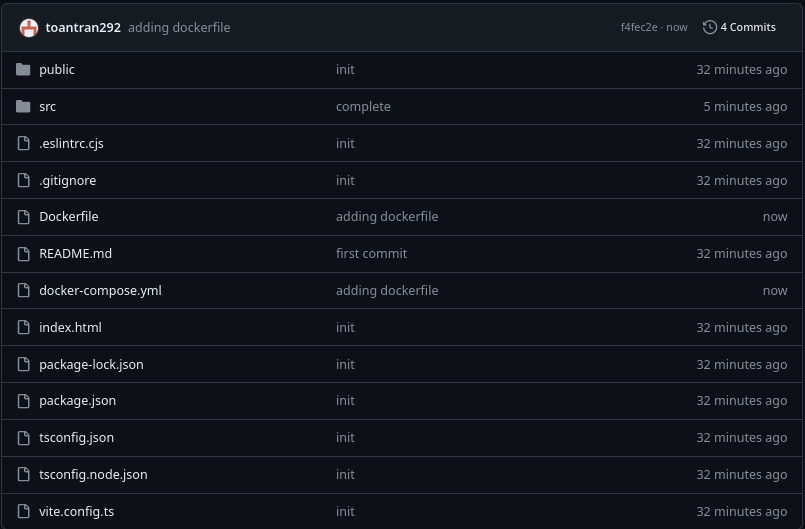 toantran292 adding dockerfile f4fec2e · now 4 Commits
public init 32 minutes ago
src complete 5 minutes ago
.eslintrc.cjs init 32 minutes ago
.gitignore init 32 minutes ago
Dockerfile adding dockerfile now
README.md first commit 32 minutes ago
docker-compose.yml adding dockerfile now
index.html init 32 minutes ago
package-lock.json init 32 minutes ago
package.json init 32 minutes ago
tsconfig.json init 32 minutes ago
tsconfig.node.json init 32 minutes ago
vite.config.ts init 32 minutes ago